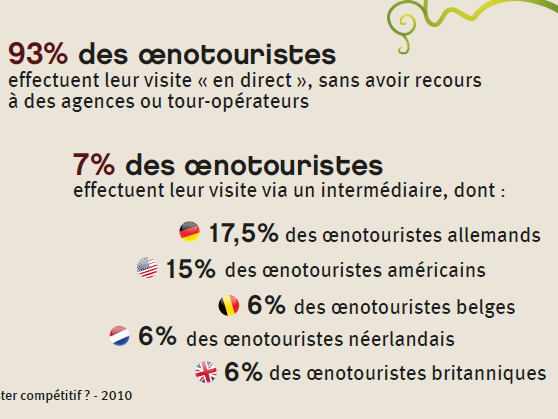 93% des œnotouristes
effectuent leur visite « en direct », sans avoir recours
à des agences ou tour-opérateurs
7% des œnotouristes
effectuent leur visite via un intermédiaire, dont :
17,5% des œnotouristes allemands
15% des œnotouristes américains
6% des œnotouristes belges
6% des œnotouristes néerlandais
6% des œnotouristes britanniques
compétitif ? - 2010